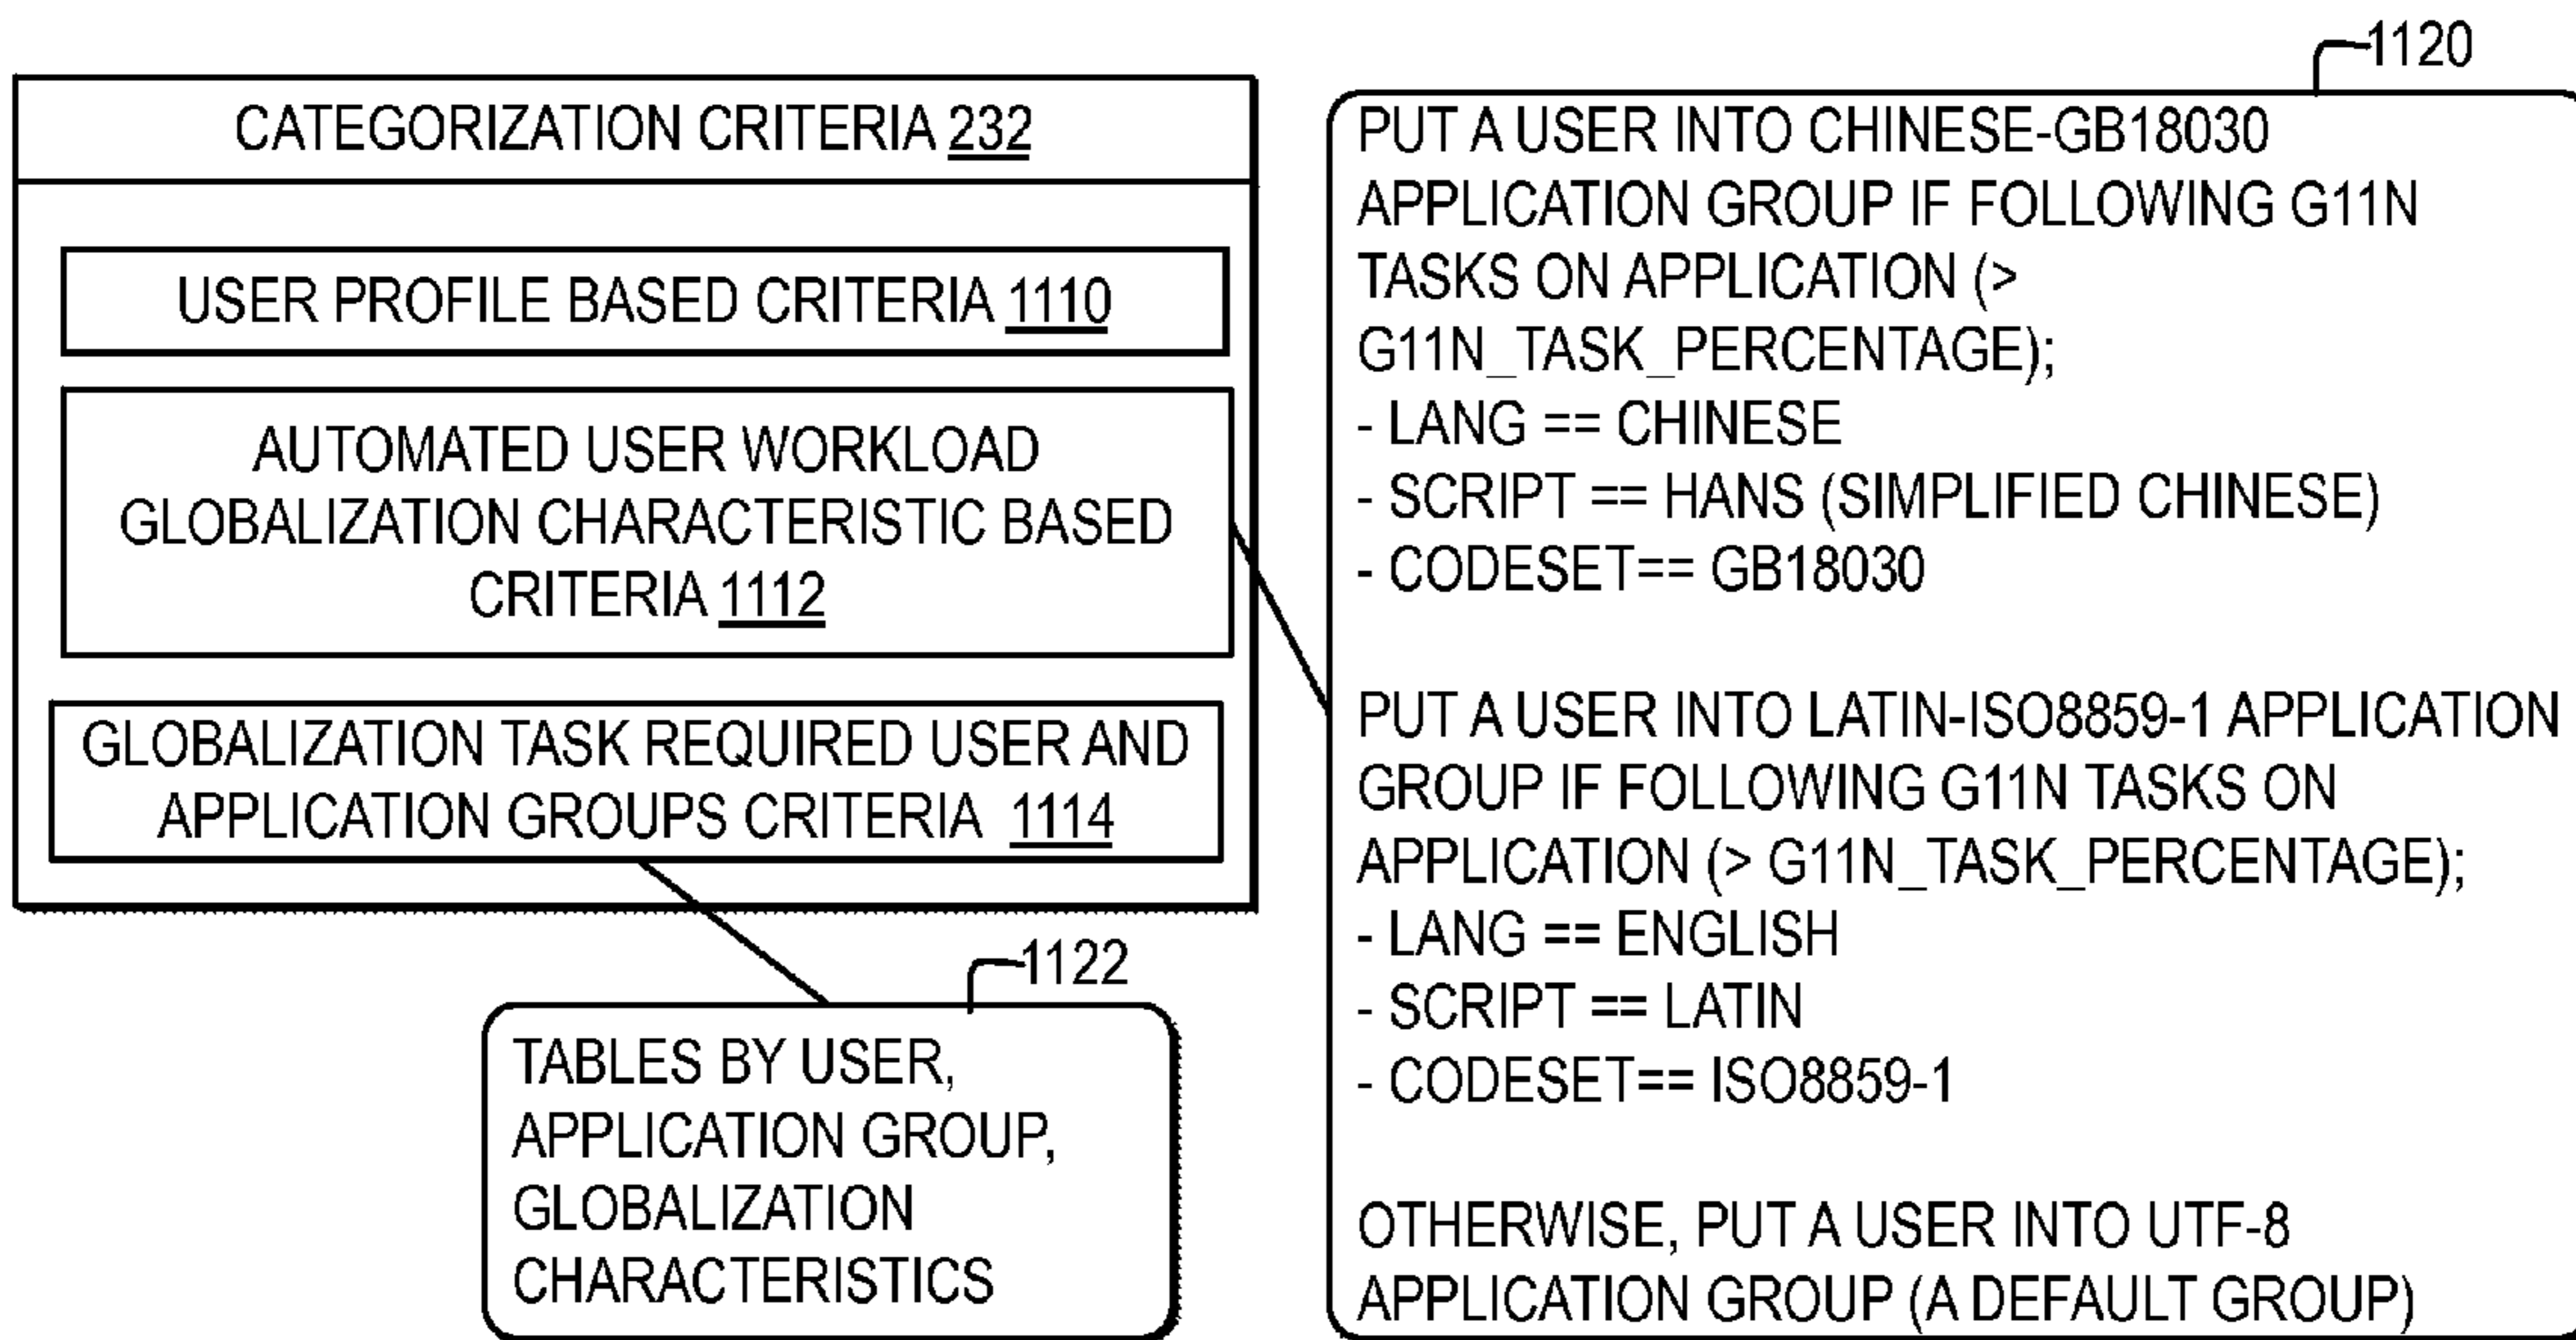 CATEGORIZATION CRITERIA 232
USER PROFILE BASED CRITERIA 1110
AUTOMATED USER WORKLOAD
GLOBALIZATION CHARACTERISTIC BASED
CRITERIA 1112
GLOBALIZATION TASK REQUIRED USER AND
APPLICATION GROUPS CRITERIA 1114
1122
TABLES BY USER,
APPLICATION GROUP,
GLOBALIZATION
CHARACTERISTICS
1120
PUT A USER INTO CHINESE-GB18030
APPLICATION GROUP IF FOLLOWING G11N
TASKS ON APPLICATION (>
G11N_TASK_PERCENTAGE);
- LANG == CHINESE
- SCRIPT == HANS (SIMPLIFIED CHINESE)
- CODESET== GB18030
PUT A USER INTO LATIN-ISO8859-1 APPLICATION
GROUP IF FOLLOWING G11N TASKS ON
APPLICATION (> G11N_TASK_PERCENTAGE);
- LANG == ENGLISH
- SCRIPT == LATIN
- CODESET== ISO8859-1
OTHERWISE, PUT A USER INTO UTF-8
APPLICATION GROUP (A DEFAULT GROUP)